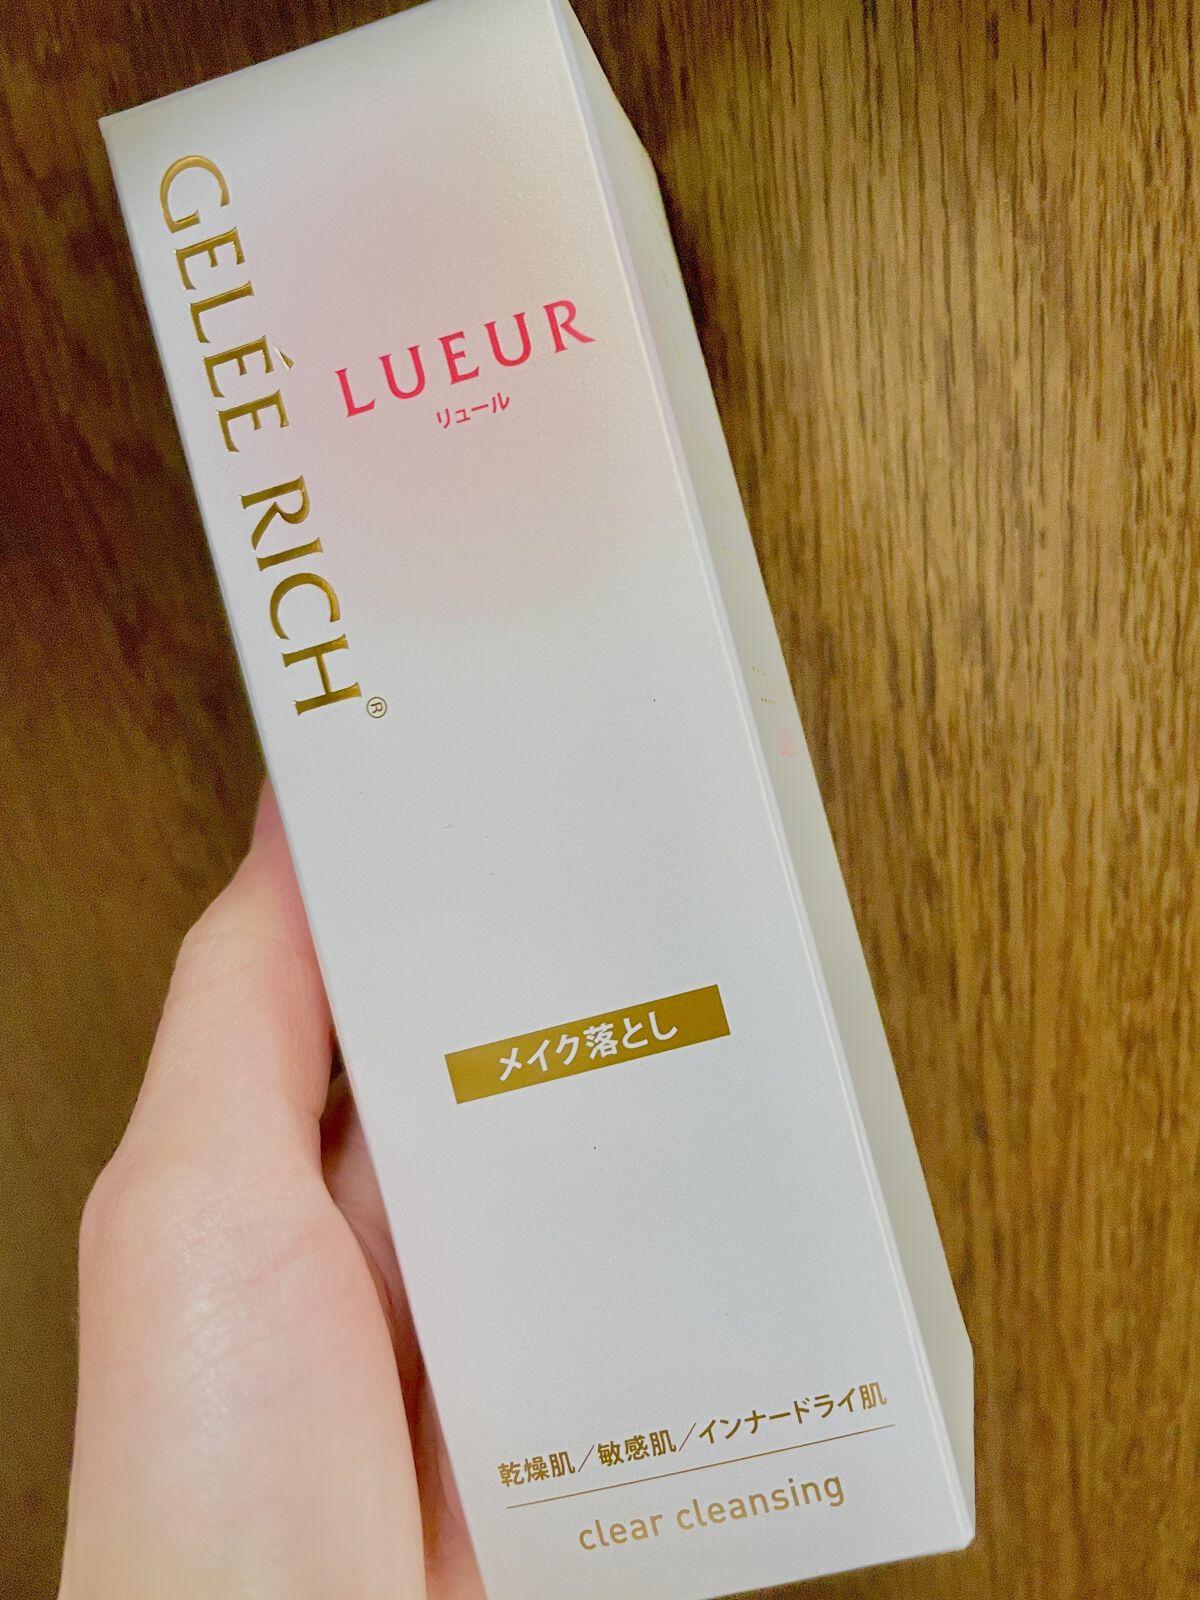 GELÉE RICH®
LUEUR
リュール
メイク落とし
乾燥肌/敏感肌/インナードライ肌
clear cleansing